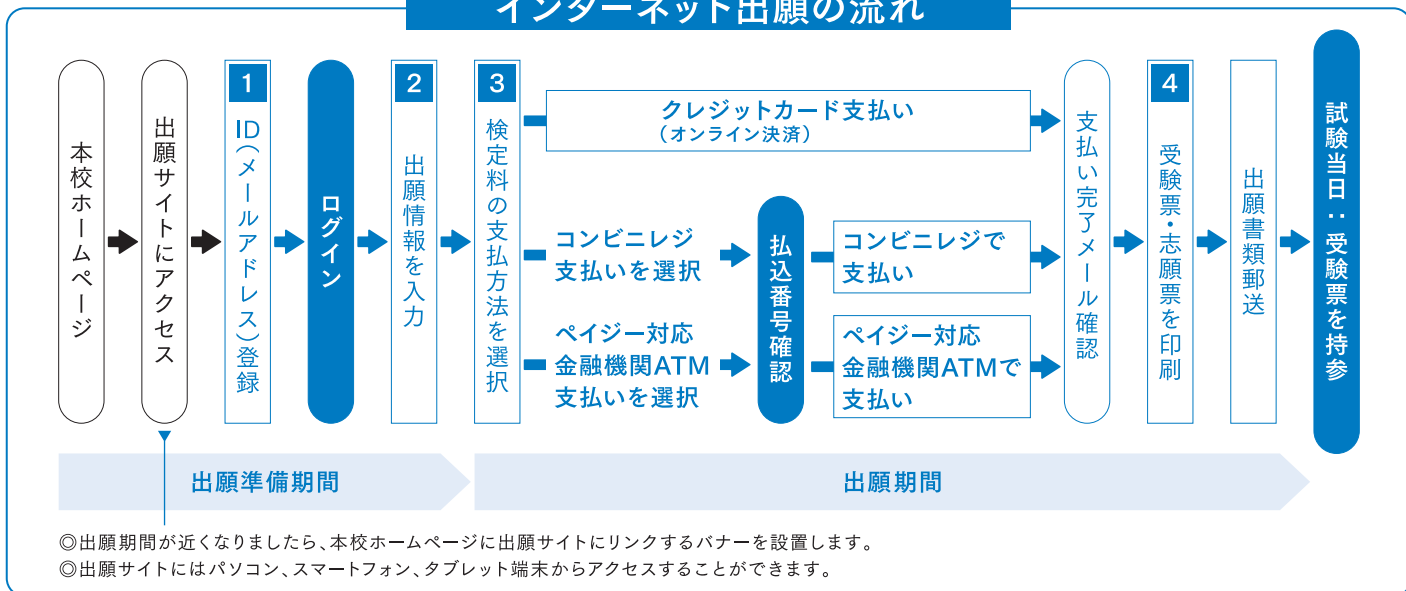 インターネット出願の流れ
本校ホームページ
出願サイトにアクセス
1
ID(メールアドレス)登録
ログイン
2
出願情報を入力
3
検定料の支払方法を選択
クレジットカード支払い
(オンライン決済)
コンビニレジ
支払いを選択
ペイジー対応
金融機関ATM
支払いを選択
払込番号確認
コンビニレジで
支払い
ペイジー対応
金融機関ATMで
支払い
支払い完了メール確認
4
受験票・志願票を印刷
出願書類郵送
試験当日：受験票を持参
出願準備期間
出願期間
◎出願期間が近くなりましたら、本校ホームページに出願サイトにリンクするバナーを設置します。
◎出願サイトにはパソコン、スマートフォン、タブレット端末からアクセスすることができます。